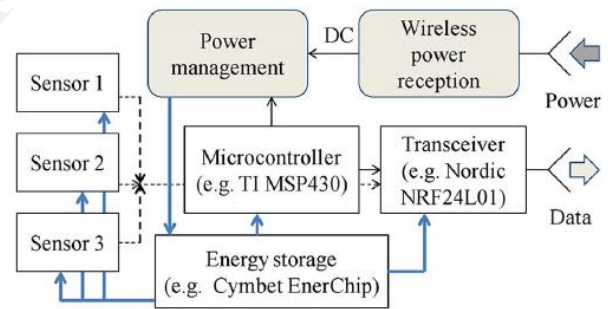 Power
management
DC
Wireless
power
reception
Power
Sensor 1
Sensor 2
Sensor 3
Microcontroller
(e.g. TI MSP430)
Transceiver
(e.g. Nordic
NRF24L01)
Data
Energy storage
(e.g. Cymbet EnerChip)